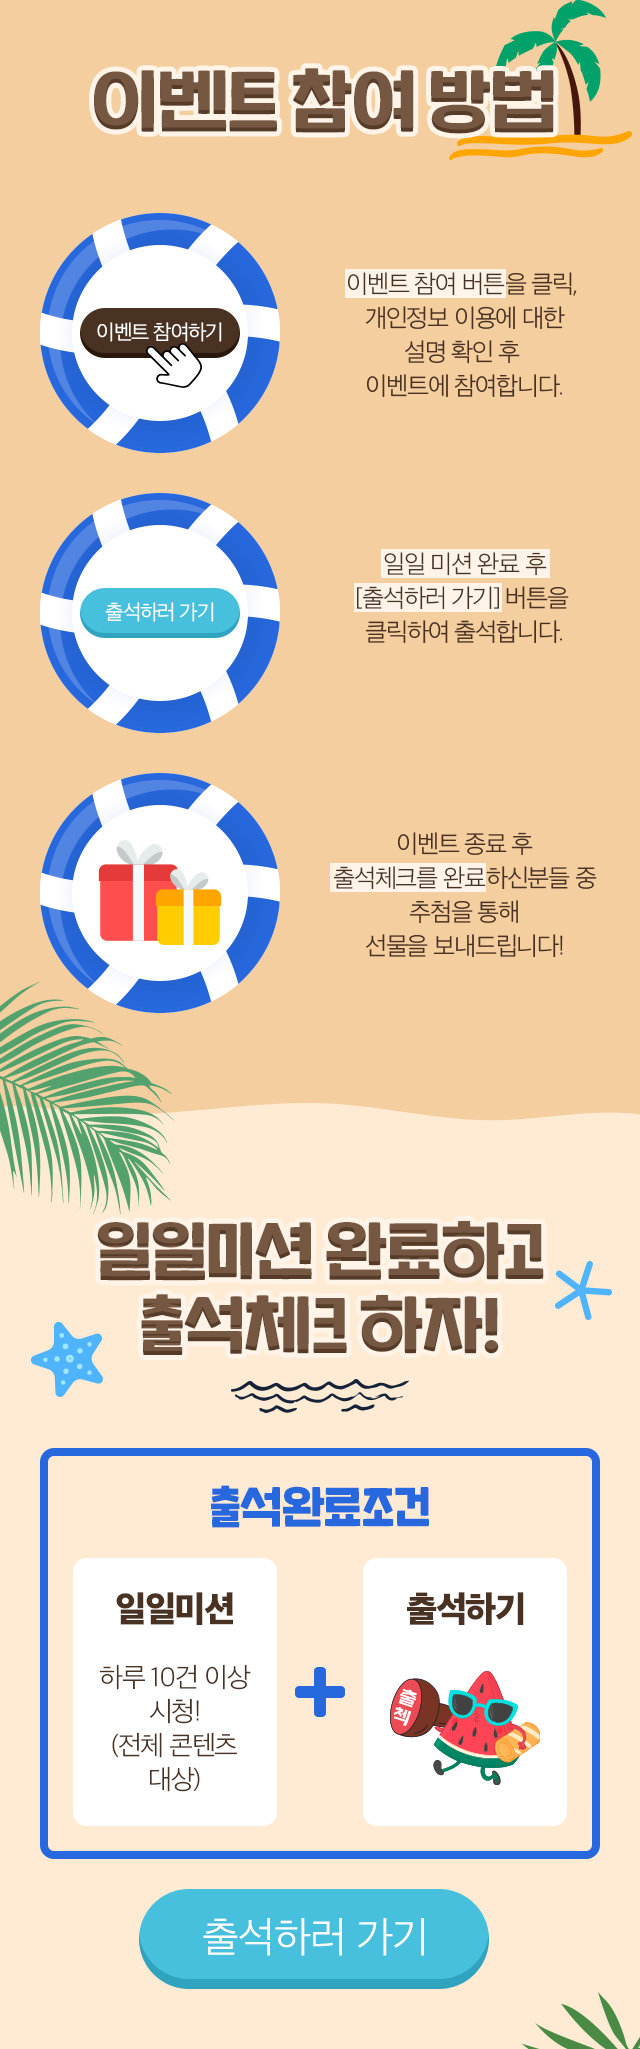 이벤트 참여 방법
이벤트 참여하기
이벤트 참여 버튼을 클릭,
개인정보 이용에 대한
설명 확인 후
이벤트에 참여합니다.
출석하러 가기
일일 미션 완료 후
[출석하러 가기] 버튼을
클릭하여 출석합니다.
이벤트 종료 후
출석체크를 완료하신분들 중
추첨을 통해
선물을 보내드립니다!
일일미션 완료하고
출석체크 하자!
출석완료조건
일일미션
하루 10건 이상
시청!
(전체 콘텐츠
대상)
출석하기
출
첵
출석하러 가기